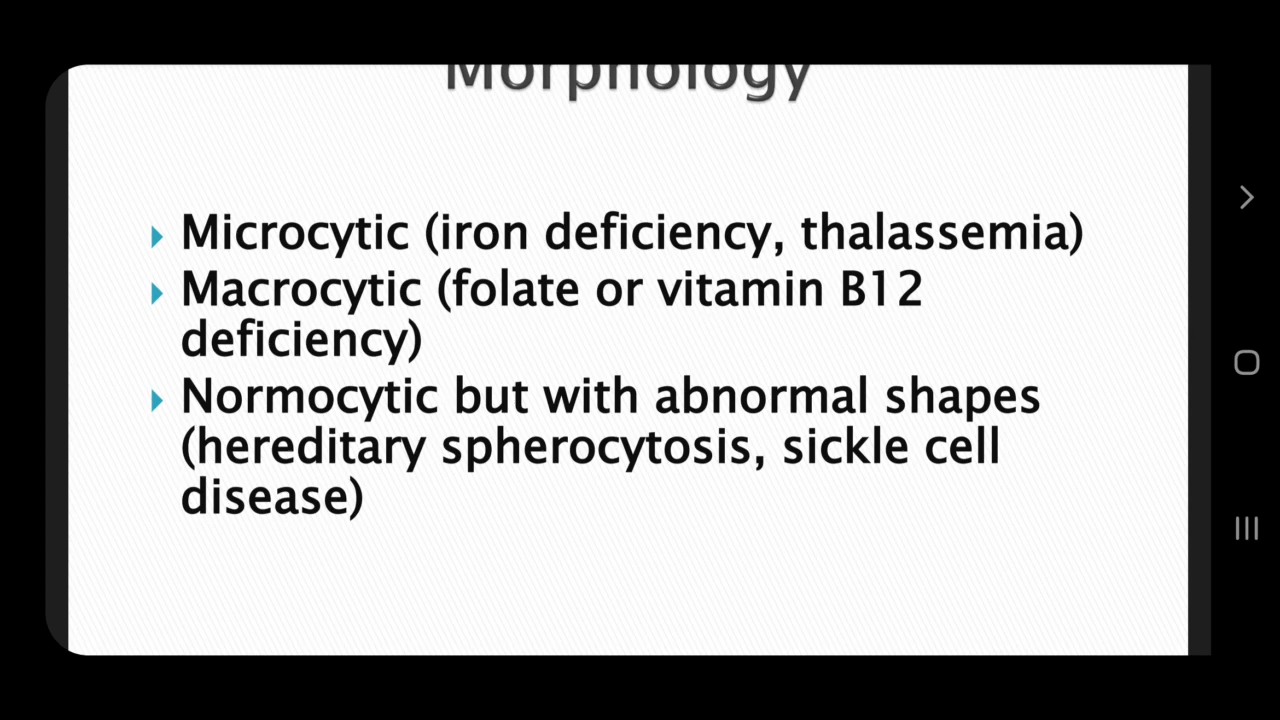 Morphology
Microcytic (iron deficiency, thalassemia)
Macrocytic (folate or vitamin B12
deficiency)
Normocytic but with abnormal shapes
(hereditary spherocytosis, sickle cell
disease)